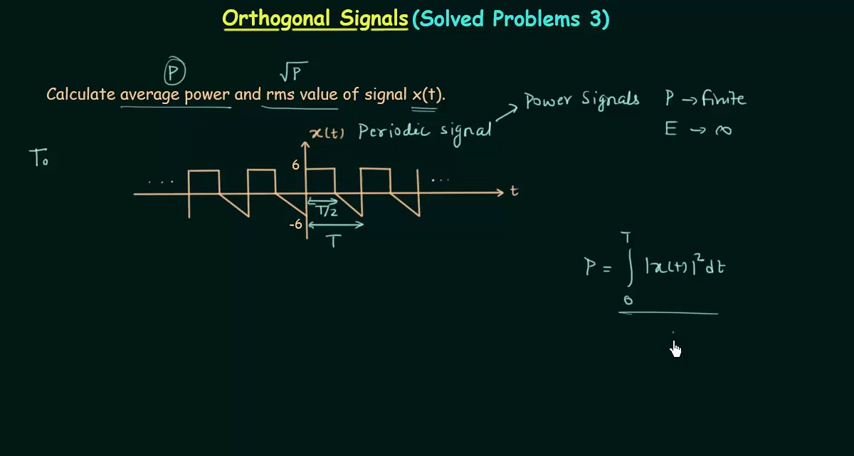 Orthogonal Signals (Solved Problems 3)
P √P
Calculate average power and rms value of signal x(t).
Power Signals P → finite
E → ∞
x(t) Periodic signal
T₀
6
... ...
t
T/2
-6
T
P = ∫₀ᵀ |x(t)|² dt